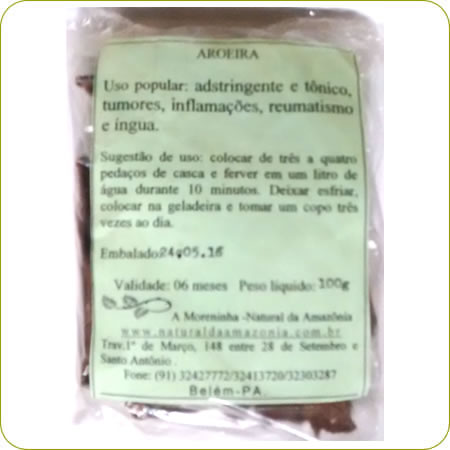 AROEIRA
Uso popular: adstringente e tônico,
tumores, inflamações, reumatismo
e íngua.
Sugestão de uso: colocar de três a quatro
pedaços de casca e ferver em um litro de
água durante 10 minutos. Deixar esfriar,
colocar na geladeira e tomar um copo três
vezes ao dia.
Embalado24g05.16
Validade: 06 meses Peso líquido: 100g
A Moreninha -Natural da Amazônia
www.naturaldaamazonia.com.br
Trav.1º de Março, 148 entre 28 de Setembro e
Santo Antônio .
Fone: (91) 32427772/32413720/32303287
Belém-PA